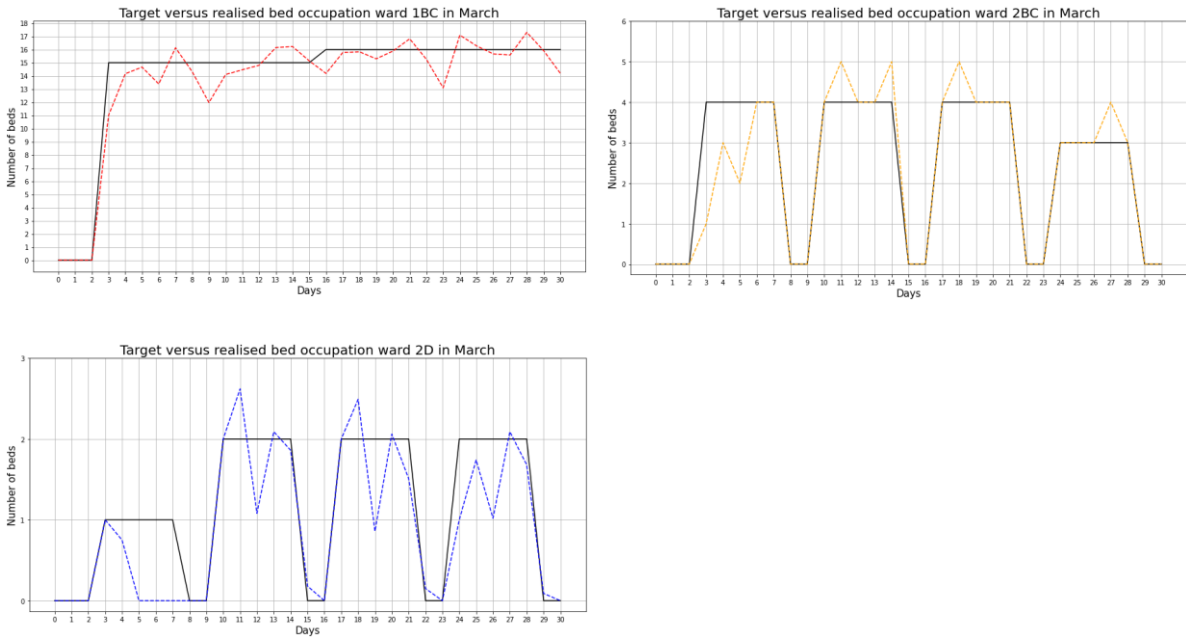 Target versus realised bed occupation ward 1BC in March
Number of beds
18
17
16
15
14
13
12
11
10
9
8
7
6
5
4
3
2
1
0
0 1 2 3 4 5 6 7 8 9 10 11 12 13 14 15 16 17 18 19 20 21 22 23 24 25 26 27 28 29 30
Days
Target versus realised bed occupation ward 2BC in March
Number of beds
6
5
4
3
2
1
0
0 1 2 3 4 5 6 7 8 9 10 11 12 13 14 15 16 17 18 19 20 21 22 23 24 25 26 27 28 29 30
Days
Target versus realised bed occupation ward 2D in March
Number of beds
3
2
1
0
0 1 2 3 4 5 6 7 8 9 10 11 12 13 14 15 16 17 18 19 20 21 22 23 24 25 26 27 28 29 30
Days